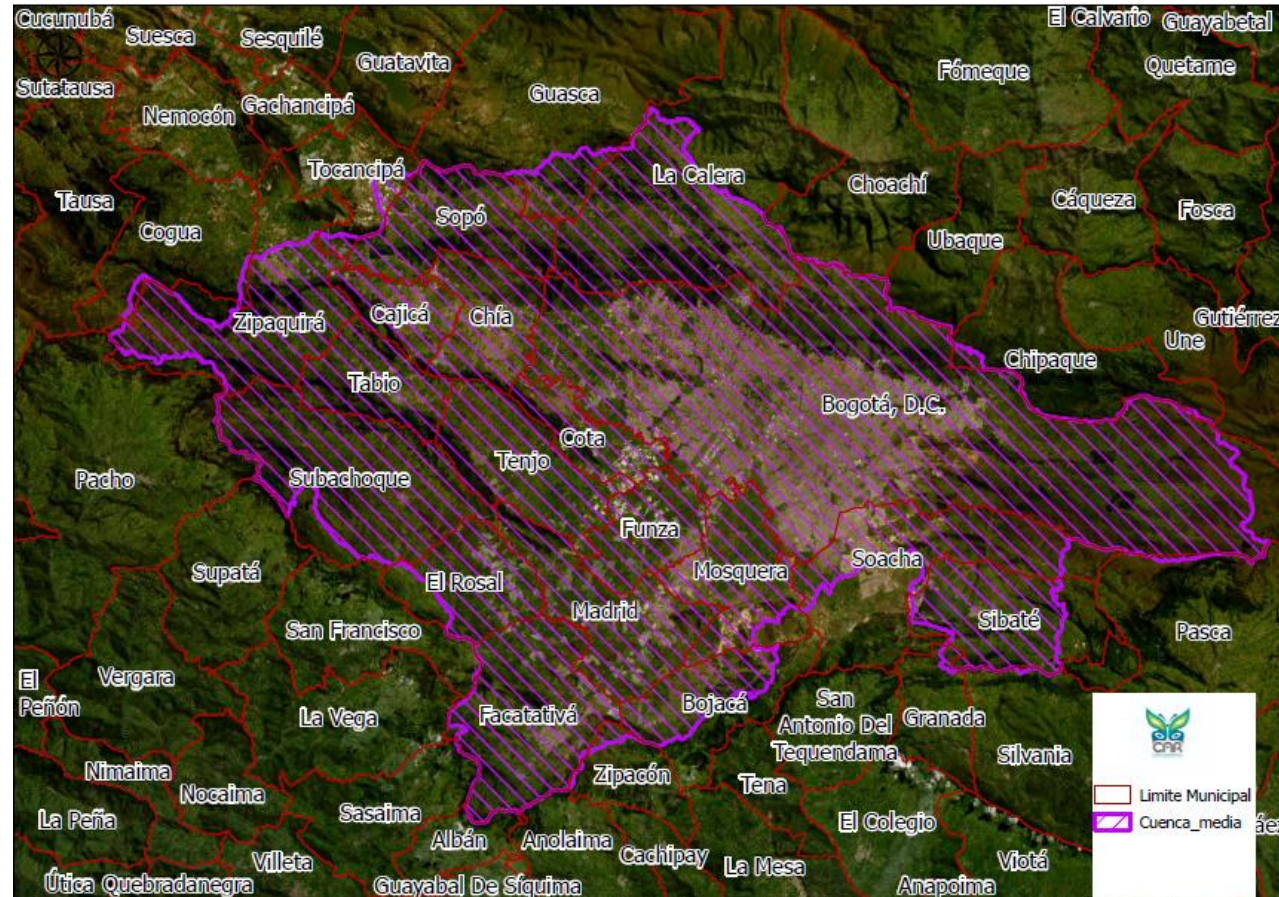 Cucunubá
Suesca
Sesquilé
El Calvario
Guayabetal
Guatavita
Fómeque
Quetame
Sutatausa
Guasca
Gachancipá
Nemocón
Tocancipá
La Calera
Choachí
Tausa
Cáqueza
Fosca
Sopó
Cogua
Ubaque
Cajicá
Chía
Zipaquirá
Gutiérrez
Une
Chipaque
Tabio
Bogotá, D.C.
Cota
Tenjo
Pacho
Subachoque
Funza
Soacha
Mosquera
Supatá
El Rosal
Madrid
Sibaté
San Francisco
Pasca
Vergara
El
Peñón
San
Antonio Del
Tequendama
Bojacá
La Vega
Facatativá
Granada
CAR
Silvania
Nimaima
Zipacón
Tena
Nocaima
Limite Municipal
Sasaima
La Peña
El Colegio
Cuenca_media
Albán
Anolaima
Cachipay
Villeta
La Mesa
Viotá
Útica
Quebradanegra
Guayabal De Síquima
Anapoima